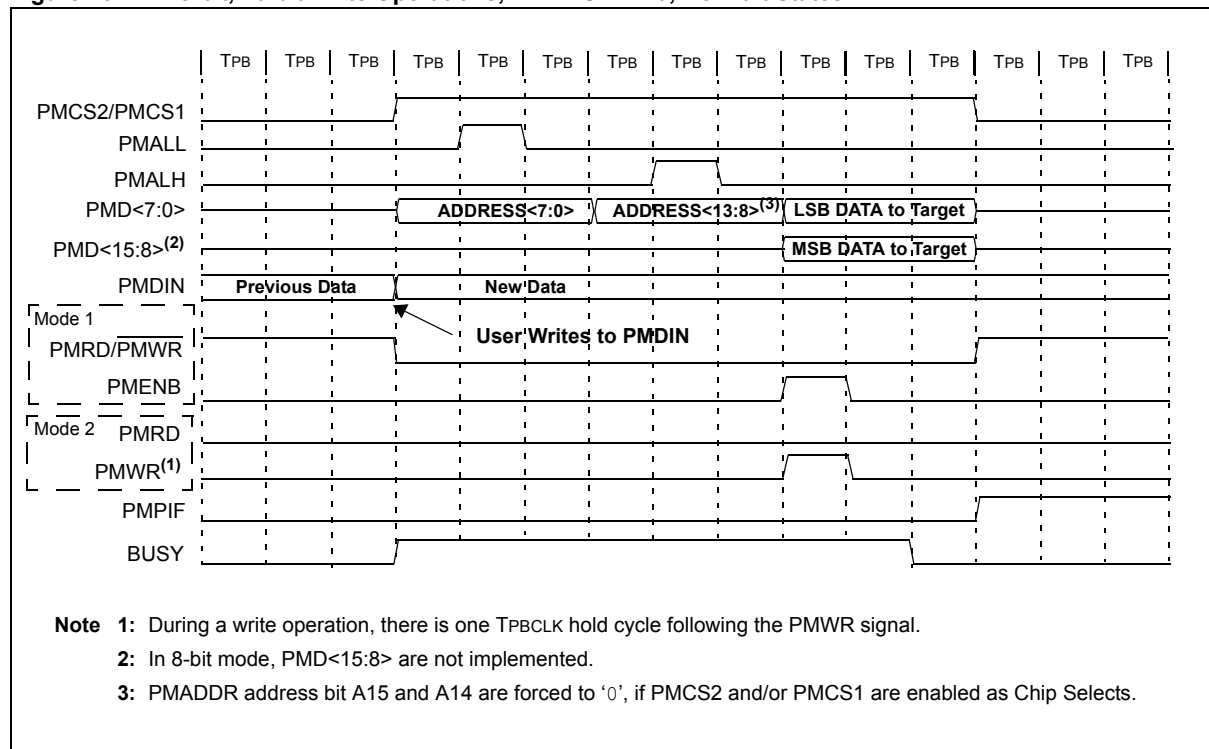 TPB TPB TPB TPB TPB TPB TPB TPB TPB TPB TPB TPB TPB TPB TPB
PMCS2/PMCS1
PMALL
PMALH
PMD<7:0> ADDRESS<7:0> ADDRESS<13:8>(3) LSB DATA to Target
PMD<15:8>(2) MSB DATA to Target
PMDIN Previous Data New Data
Mode 1
User Writes to PMDIN
PMRD/PMWR
PMENB
Mode 2 PMRD
PMWR(1)
PMPIF
BUSY
Note 1: During a write operation, there is one TPBCLK hold cycle following the PMWR signal.
2: In 8-bit mode, PMD<15:8> are not implemented.
3: PMADDR address bit A15 and A14 are forced to ‘0’, if PMCS2 and/or PMCS1 are enabled as Chip Selects.